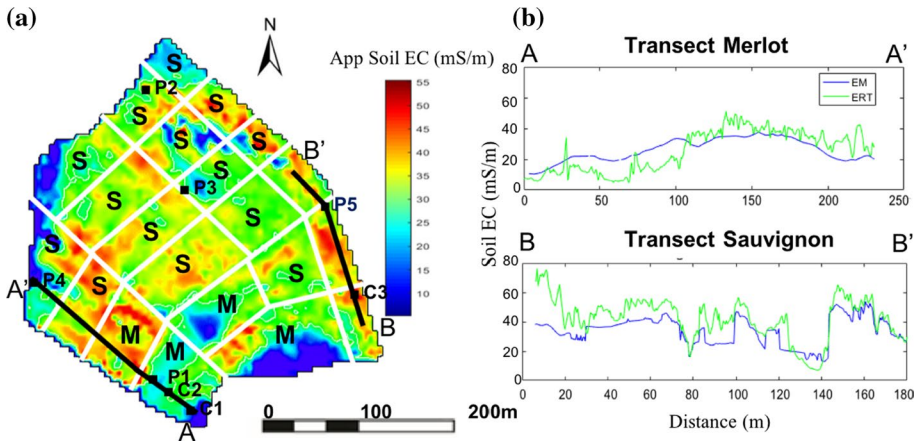 (a)
N
App Soil EC (mS/m)
55
50
45
40
35
30
25
20
15
10
S
P2
S
S
S
S
B'
S
S
P3
S
P5
S
S
S
P4
A'
S
S
S
C3
B
M
M
M
M
P1
C2
C1
A
0 100 200m
(b)
A Transect Merlot A'
EM
ERT
80
60
40
20
0
0 50 100 150 200 250
Soil EC (mS/m)
B Transect Sauvignon B'
80
60
40
20
0
0 20 40 60 80 100 120 140 160 180
Distance (m)